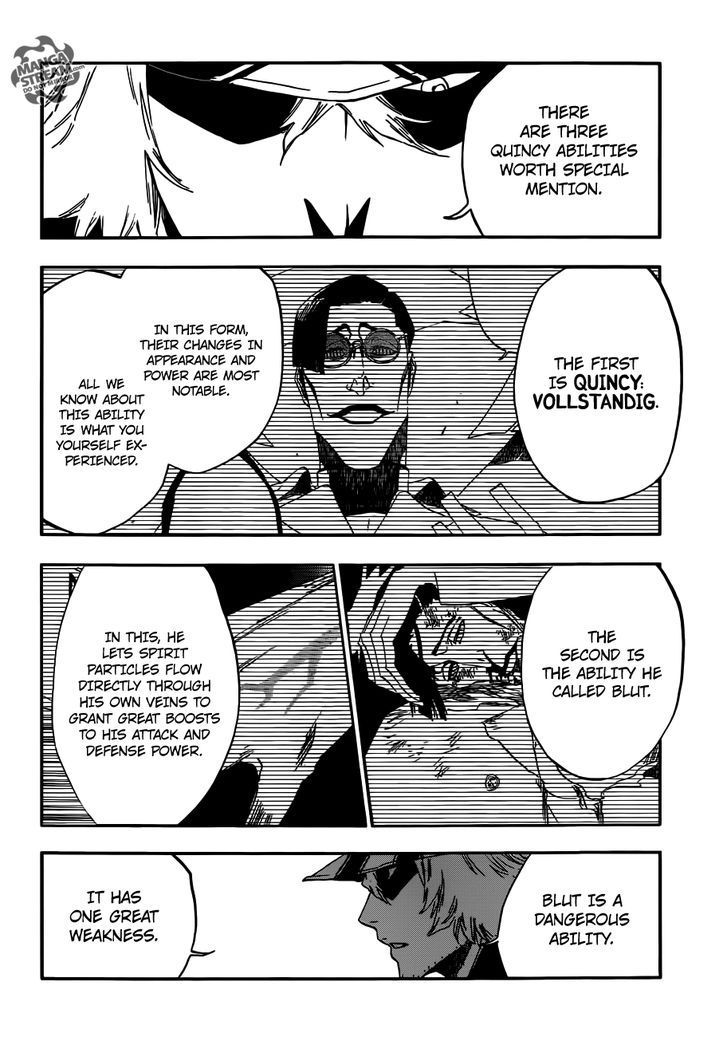 MANGA
STREAM.com
DO NOT MIRROR
THERE
ARE THREE
QUINCY ABILITIES
WORTH SPECIAL
MENTION.
THE FIRST
IS QUINCY:
VOLLSTANDIG.
IN THIS FORM,
THEIR CHANGES IN
APPEARANCE AND
POWER ARE MOST
NOTABLE.
ALL WE
KNOW ABOUT
THIS ABILITY
IS WHAT YOU
YOURSELF EX-
PERIENCED.
THE
SECOND IS
THE ABILITY HE
CALLED BLUT.
IN THIS, HE
LETS SPIRIT
PARTICLES FLOW
DIRECTLY THROUGH
HIS OWN VEINS TO
GRANT GREAT BOOSTS
TO HIS ATTACK AND
DEFENSE POWER.
BLUT IS A
DANGEROUS
ABILITY.
IT HAS
ONE GREAT
WEAKNESS.